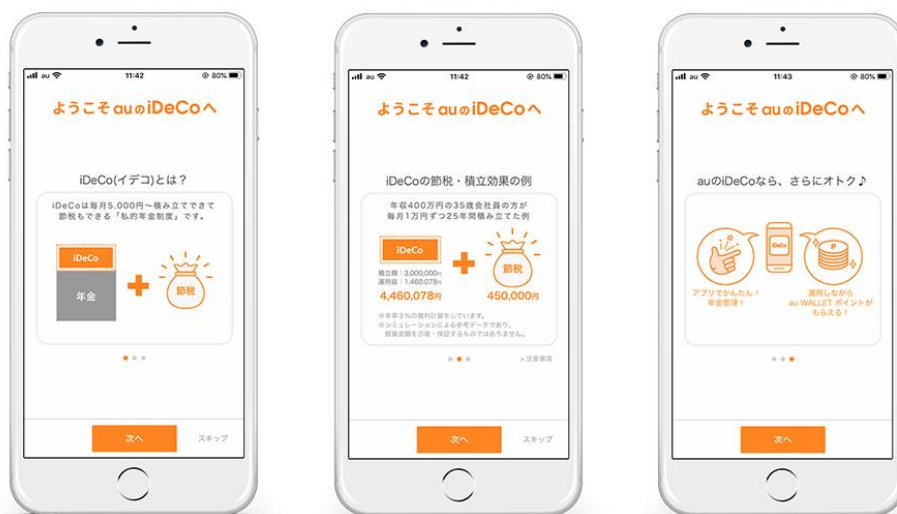 au
11:42
80%
ようこそauのiDeCoへ
iDeCo(イデコ)とは？
iDeCoは毎月5,000円〜積み立てできて
節税もできる「私的年金制度」です。
iDeCo
年金
節税
次へ
スキップ
au
11:42
80%
ようこそauのiDeCoへ
iDeCoの節税・積立効果の例
年収400万円の35歳会社員の方が
毎月1万円ずつ25年間積み立てた例
iDeCo
積立額：3,000,000円
運用益：1,460,078円
4,460,078円
節税
450,000円
※年率3%の複利計算をしています。
※シミュレーションによる参考データであり、
積算金額を示唆・保証するものではありません。
>注意事項
次へ
スキップ
au
11:43
80%
ようこそauのiDeCoへ
auのiDeCoなら、さらにオトク♪
iDeCo
P
アプリでかんたん！
年金管理！
運用しながら
au WALLET ポイントが
もらえる！
次へ